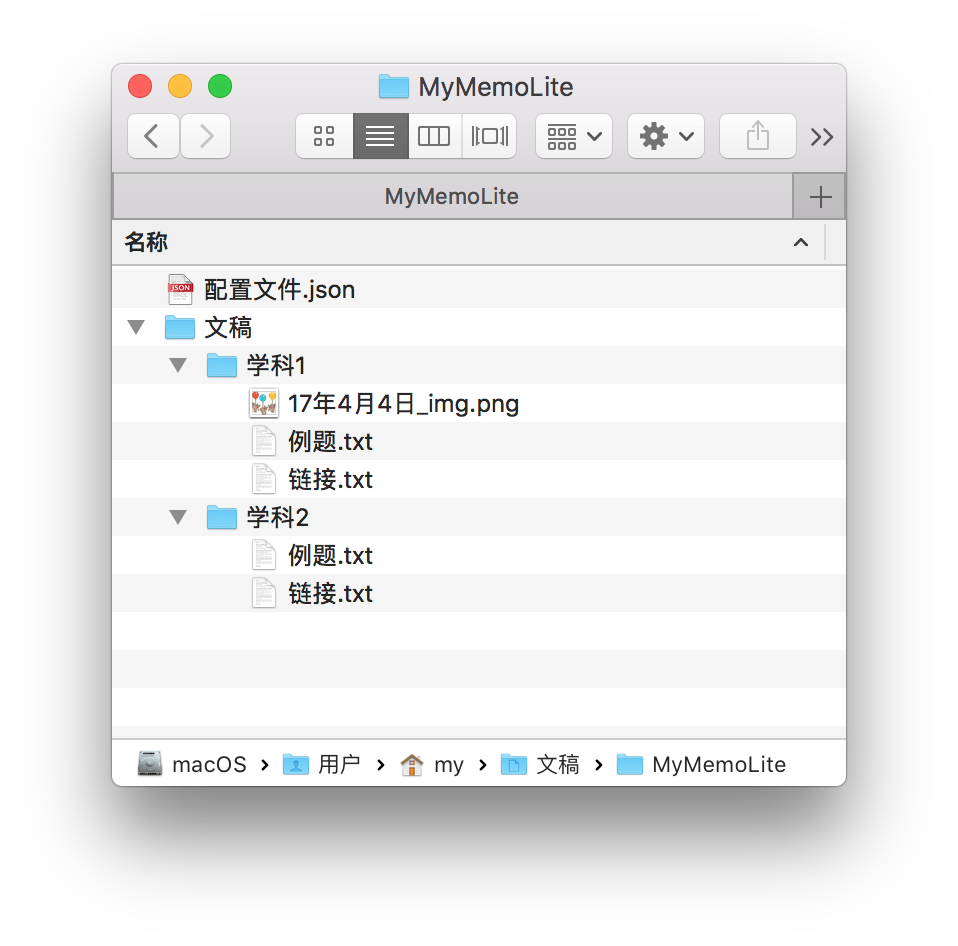 MyMemoLite
MyMemoLite
名称
JSON
配置文件.json
文稿
学科1
17年4月4日_img.png
例题.txt
链接.txt
学科2
例题.txt
链接.txt
macOS › 用户 › my › 文稿 › MyMemoLite